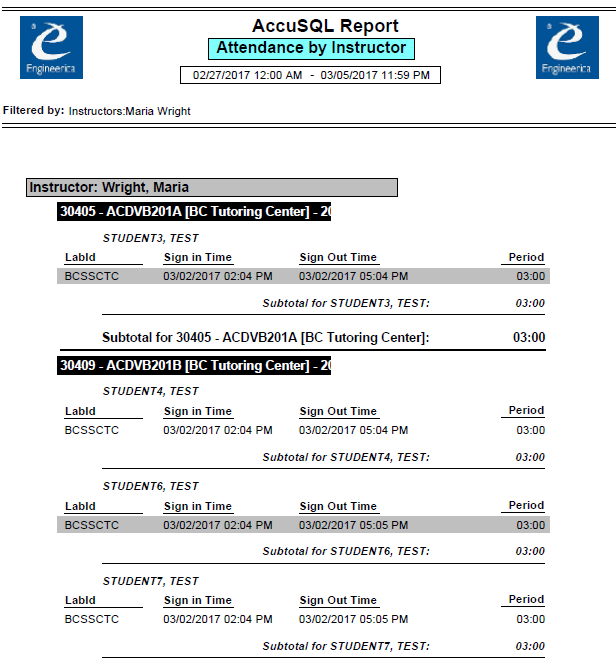 AccuSQL Report
Attendance by Instructor
Engineerica
Engineerica
02/27/2017 12:00 AM - 03/05/2017 11:59 PM
Filtered by: Instructors:Maria Wright
Instructor: Wright, Maria
30405 - ACDVB201A [BC Tutoring Center] - 20
STUDENT3, TEST
LabId Sign in Time Sign Out Time Period
BCSSCTC 03/02/2017 02:04 PM 03/02/2017 05:04 PM 03:00
Subtotal for STUDENT3, TEST: 03:00
Subtotal for 30405 - ACDVB201A [BC Tutoring Center]: 03:00
30409 - ACDVB201B [BC Tutoring Center] - 20
STUDENT4, TEST
LabId Sign in Time Sign Out Time Period
BCSSCTC 03/02/2017 02:04 PM 03/02/2017 05:04 PM 03:00
Subtotal for STUDENT4, TEST: 03:00
STUDENT6, TEST
LabId Sign in Time Sign Out Time Period
BCSSCTC 03/02/2017 02:04 PM 03/02/2017 05:05 PM 03:00
Subtotal for STUDENT6, TEST: 03:00
STUDENT7, TEST
LabId Sign in Time Sign Out Time Period
BCSSCTC 03/02/2017 02:04 PM 03/02/2017 05:05 PM 03:00
Subtotal for STUDENT7, TEST: 03:00